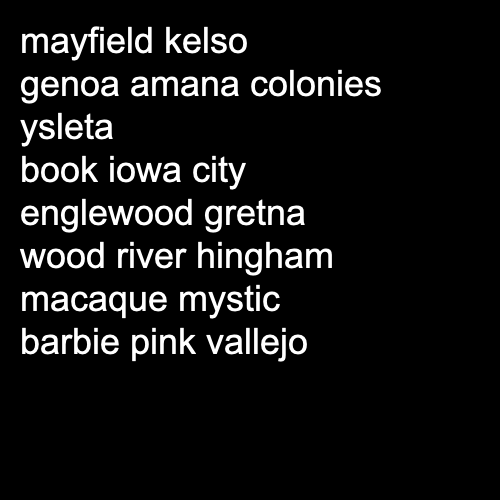 mayfield kelso
genoa amana colonies
ysleta
book iowa city
englewood gretna
wood river hingham
macaque mystic
barbie pink vallejo